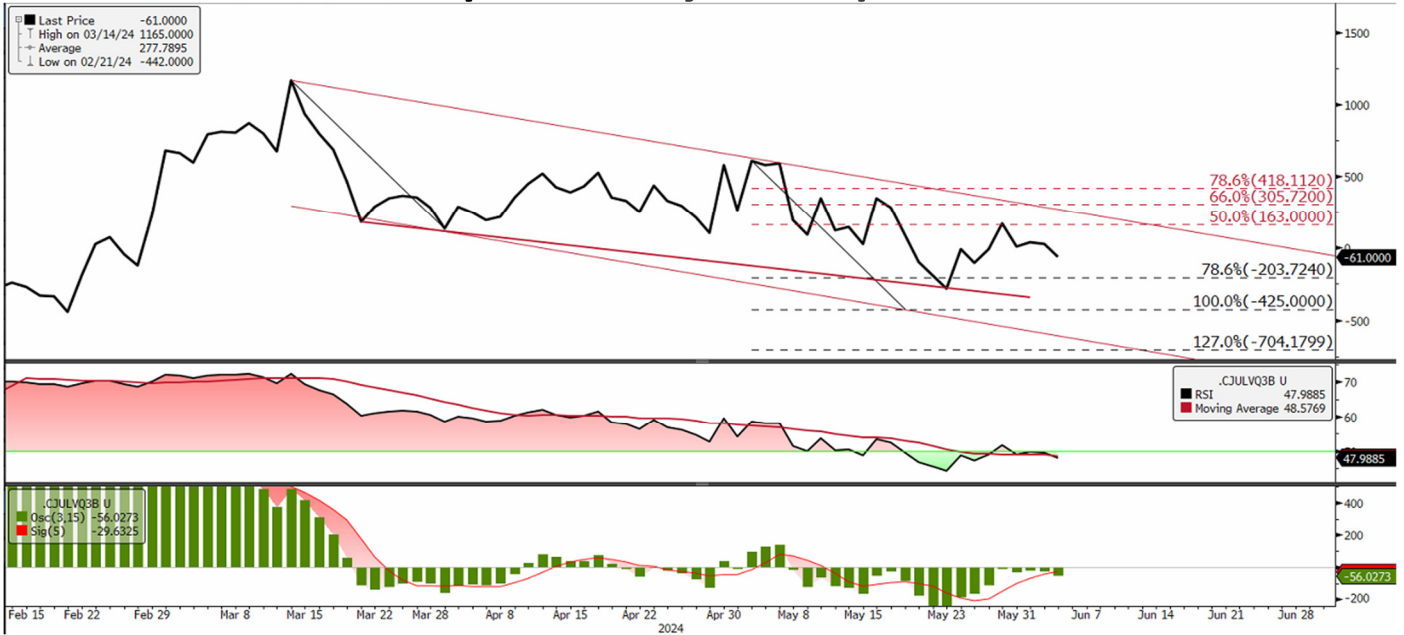 Last Price -61.0000
High on 03/14/24 1165.0000
Average 277.7895
Low on 02/21/24 -442.0000
1500
1000
500
0
-500
-61.0000
78.6%(418.1120)
66.0%(305.7200)
50.0%(163.0000)
78.6%(-203.7240)
100.0%(-425.0000)
127.0%(-704.1799)
.CJULVQ3B U
RSI 47.9885
Moving Average 48.5769
70
60
47.9885
.CJULVQ3B U
Osc(3,15) -56.0273
Sig(5) -29.6325
400
200
-56.0273
-200
Feb 15 Feb 22 Feb 29 Mar 8 Mar 15 Mar 22 Mar 28 Apr 8 Apr 15 Apr 22 Apr 30 May 8 May 15 May 23 May 31 Jun 7 Jun 14 Jun 21 Jun 28
2024